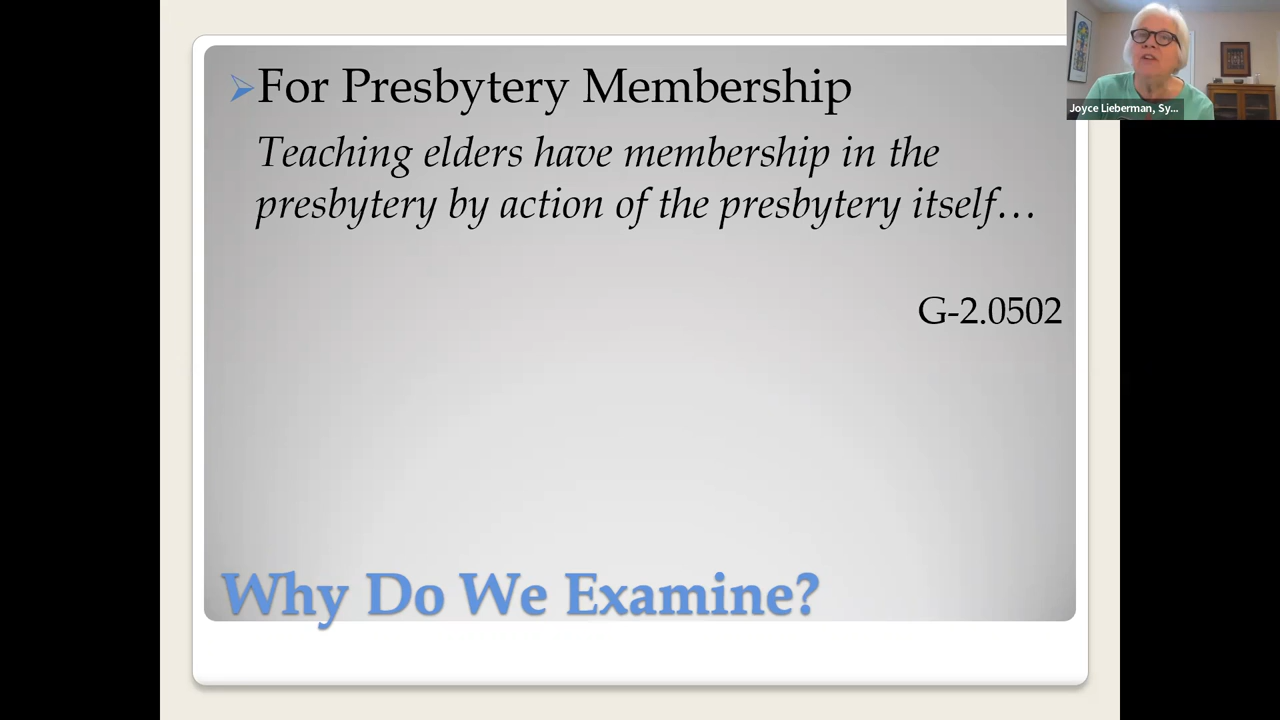 For Presbytery Membership
Teaching elders have membership in the
presbytery by action of the presbytery itself…
G-2.0502
Why Do We Examine?
Joyce Lieberman, Sy...